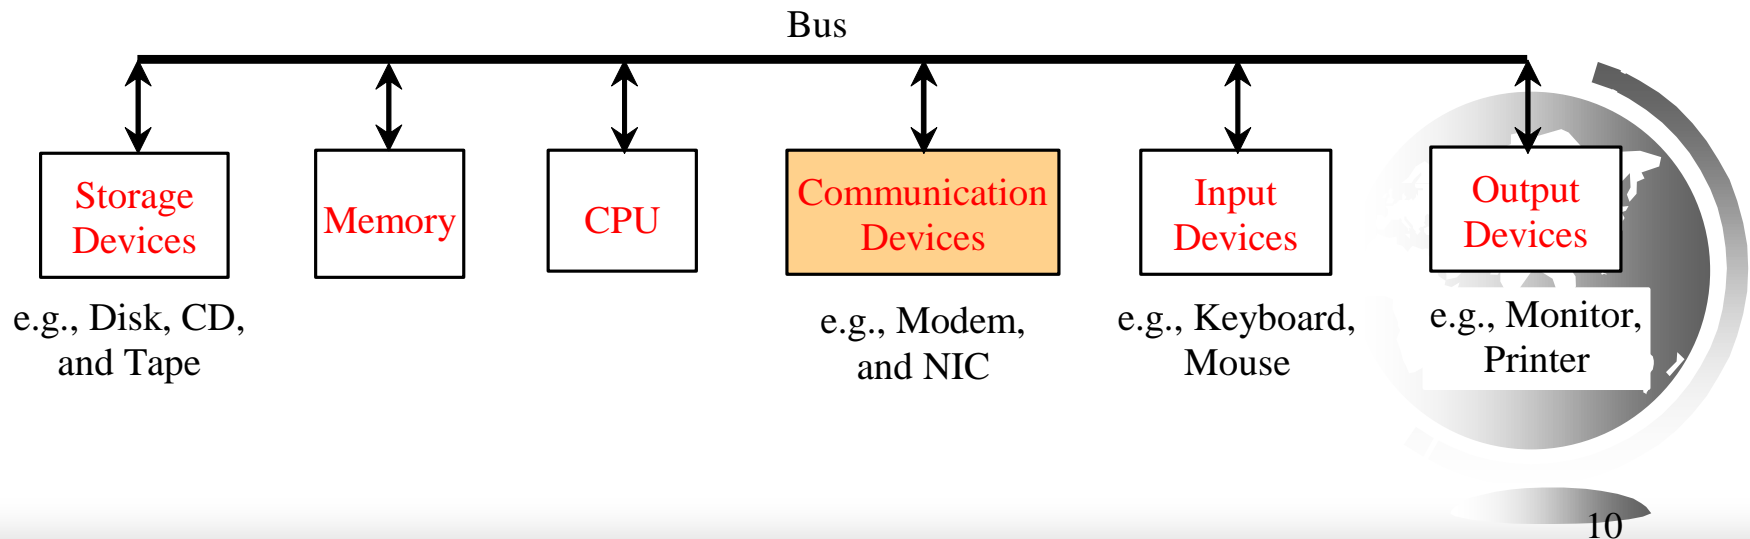 Bus
Storage
Devices
Memory
CPU
Communication
Devices
Input
Devices
Output
Devices
e.g., Disk, CD,
and Tape
e.g., Modem,
and NIC
e.g., Keyboard,
Mouse
e.g., Monitor,
Printer
10